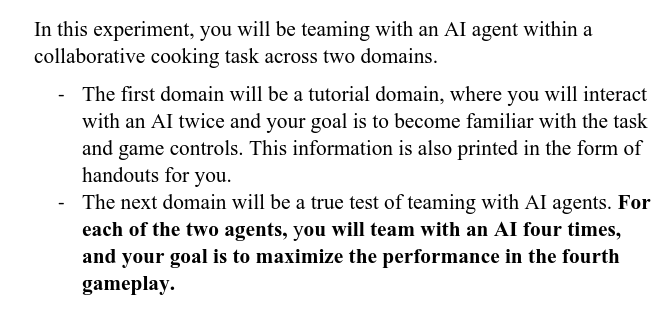 In this experiment, you will be teaming with an AI agent within a
collaborative cooking task across two domains.
- The first domain will be a tutorial domain, where you will interact
with an AI twice and your goal is to become familiar with the task
and game controls. This information is also printed in the form of
handouts for you.
- The next domain will be a true test of teaming with AI agents. For
each of the two agents, you will team with an AI four times,
and your goal is to maximize the performance in the fourth
gameplay.